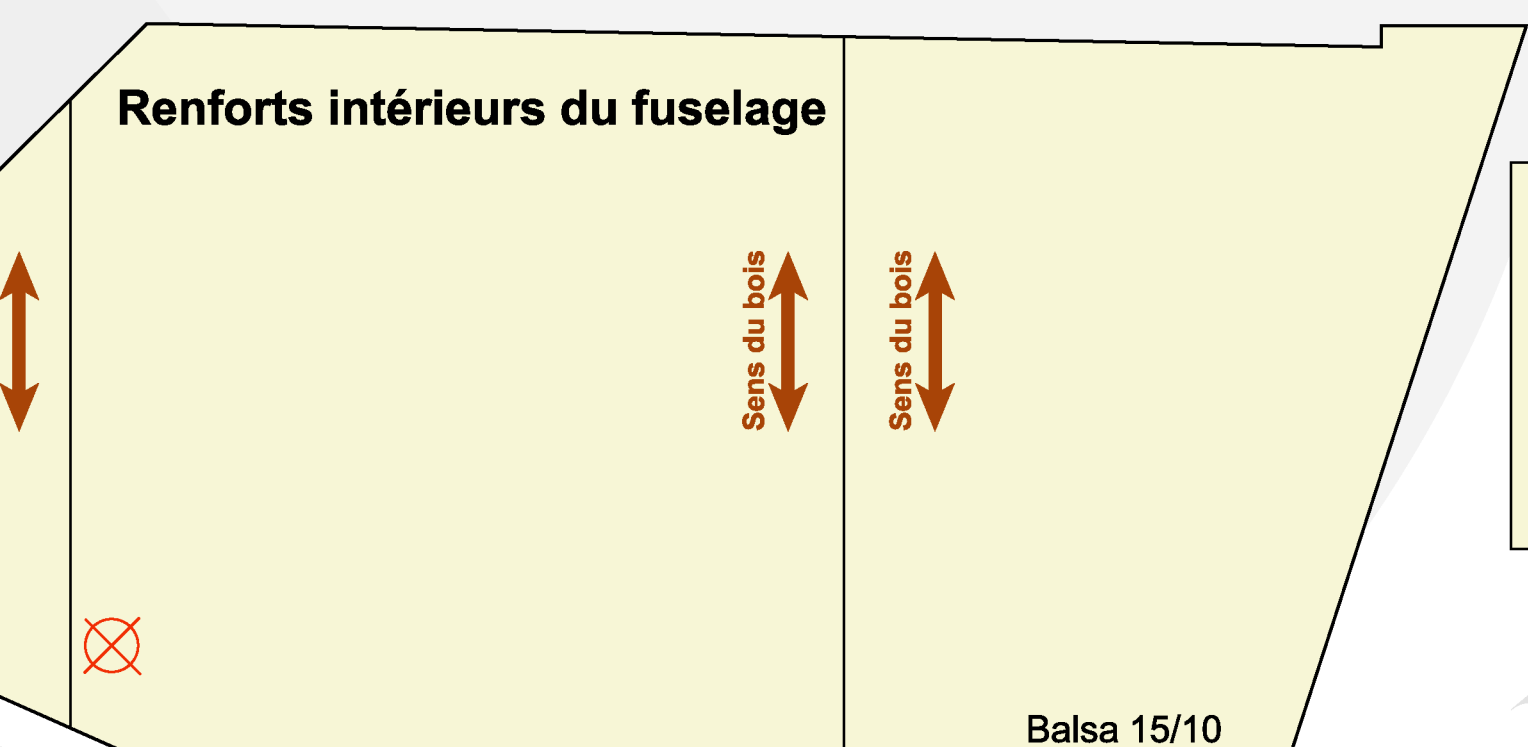 Renforts intérieurs du fuselage
Sens du bois
Sens du bois
Balsa 15/10